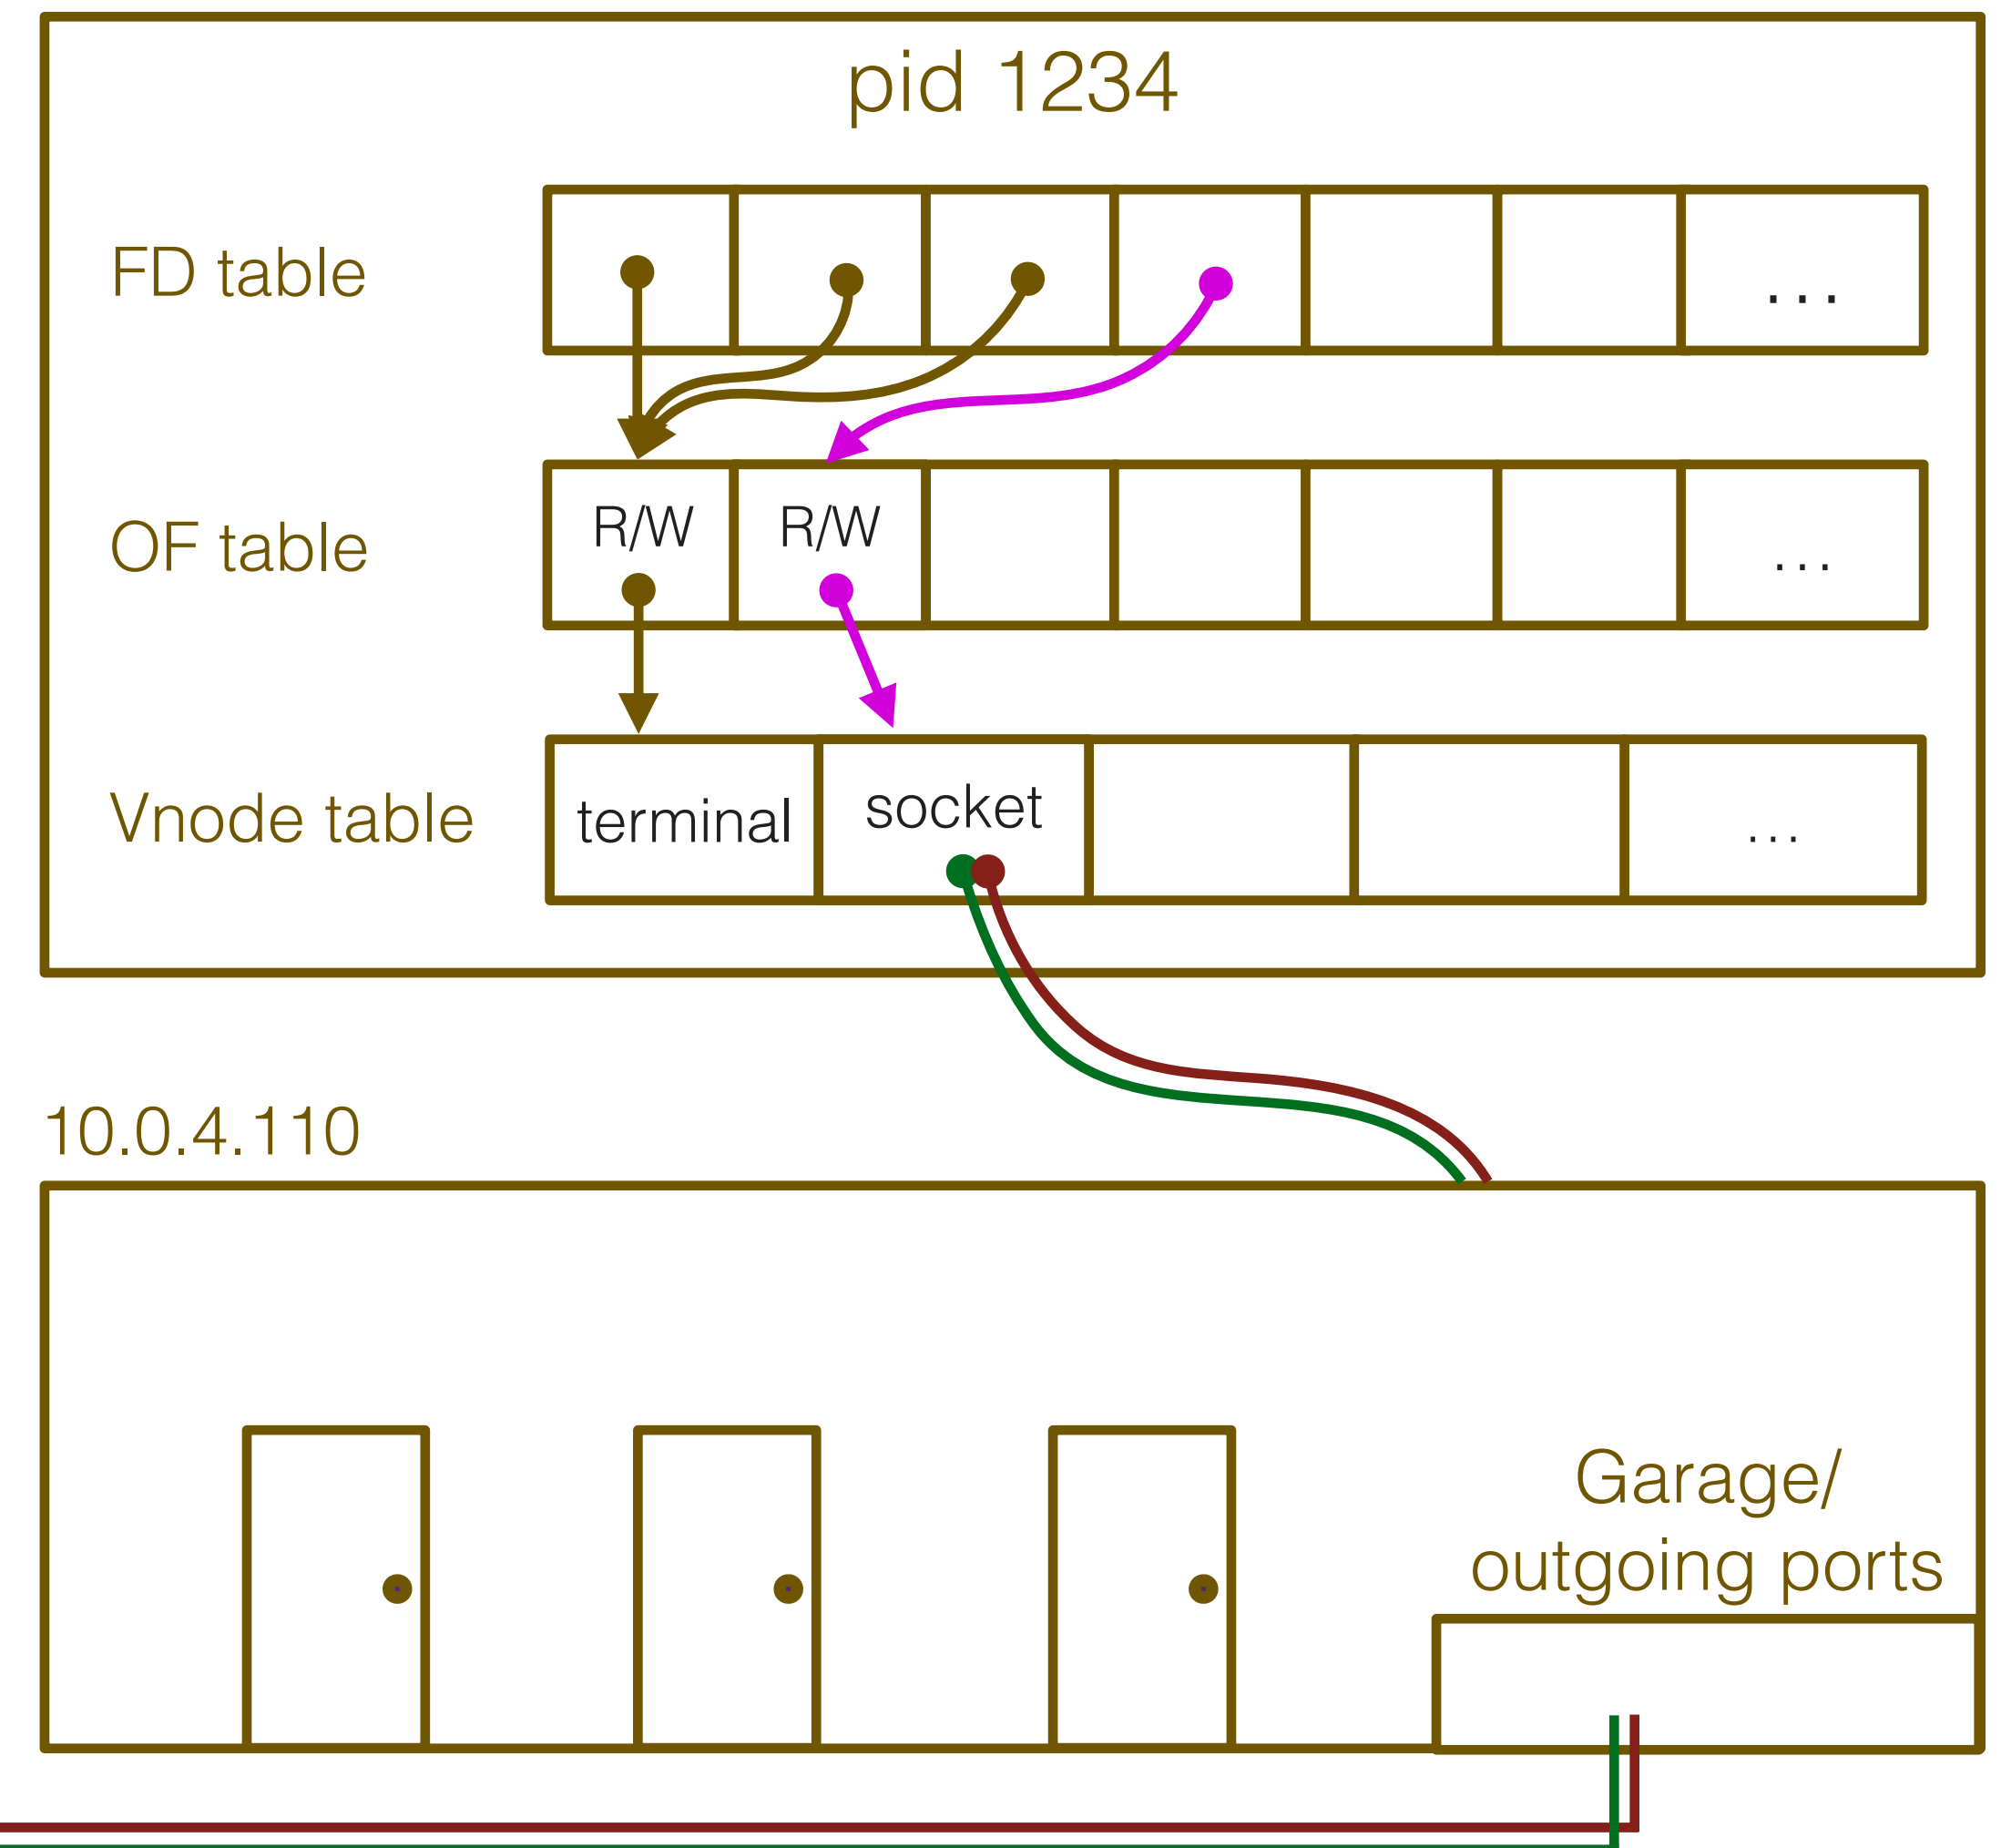 pid 1234
FD table
...
OF table
R/W
R/W
...
Vnode table
terminal
socket
...
10.0.4.110
Garage/
outgoing ports